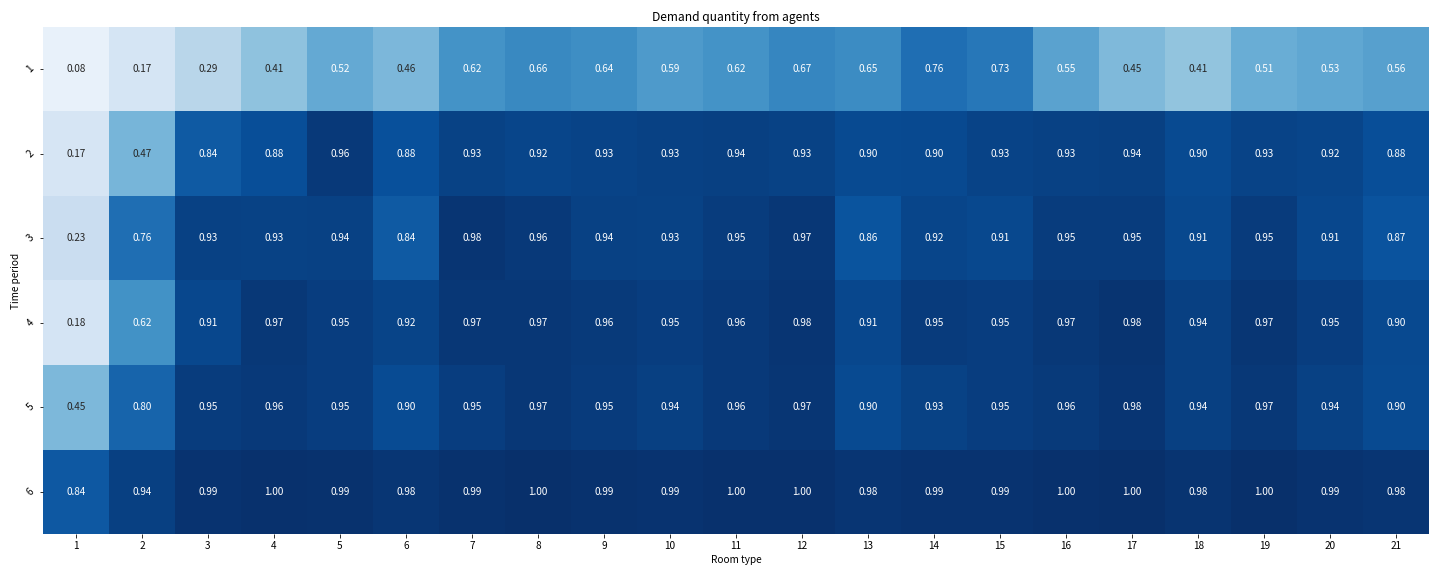 Demand quantity from agents
Time period
1 0.08 0.17 0.29 0.41 0.52 0.46 0.62 0.66 0.64 0.59 0.62 0.67 0.65 0.76 0.73 0.55 0.45 0.41 0.51 0.53 0.56
2 0.17 0.47 0.84 0.88 0.96 0.88 0.93 0.92 0.93 0.93 0.94 0.93 0.90 0.90 0.93 0.93 0.94 0.90 0.93 0.92 0.88
3 0.23 0.76 0.93 0.93 0.94 0.84 0.98 0.96 0.94 0.93 0.95 0.97 0.86 0.92 0.91 0.95 0.95 0.91 0.95 0.91 0.87
4 0.18 0.62 0.91 0.97 0.95 0.92 0.97 0.97 0.96 0.95 0.96 0.98 0.91 0.95 0.95 0.97 0.98 0.94 0.97 0.95 0.90
5 0.45 0.80 0.95 0.96 0.95 0.90 0.95 0.97 0.95 0.94 0.96 0.97 0.90 0.93 0.95 0.96 0.98 0.94 0.97 0.94 0.90
6 0.84 0.94 0.99 1.00 0.99 0.98 0.99 1.00 0.99 0.99 1.00 1.00 0.98 0.99 0.99 1.00 1.00 0.98 1.00 0.99 0.98
1 2 3 4 5 6 7 8 9 10 11 12 13 14 15 16 17 18 19 20 21
Room type